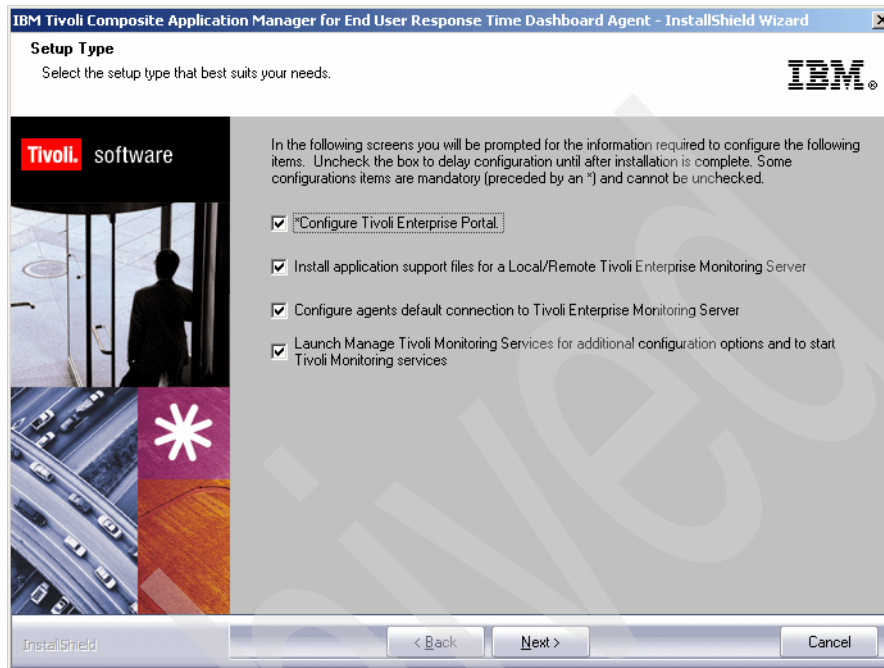 IBM Tivoli Composite Application Manager for End User Response Time Dashboard Agent - InstallShield Wizard
Setup Type
Select the setup type that best suits your needs.
IBM®
Tivoli. software
In the following screens you will be prompted for the information required to configure the following
items. Uncheck the box to delay configuration until after installation is complete. Some
configurations items are mandatory (preceded by an *) and cannot be unchecked.
*Configure Tivoli Enterprise Portal.
Install application support files for a Local/Remote Tivoli Enterprise Monitoring Server
Configure agents default connection to Tivoli Enterprise Monitoring Server
Launch Manage Tivoli Monitoring Services for additional configuration options and to start
Tivoli Monitoring services
InstallShield
< Back
Next >
Cancel